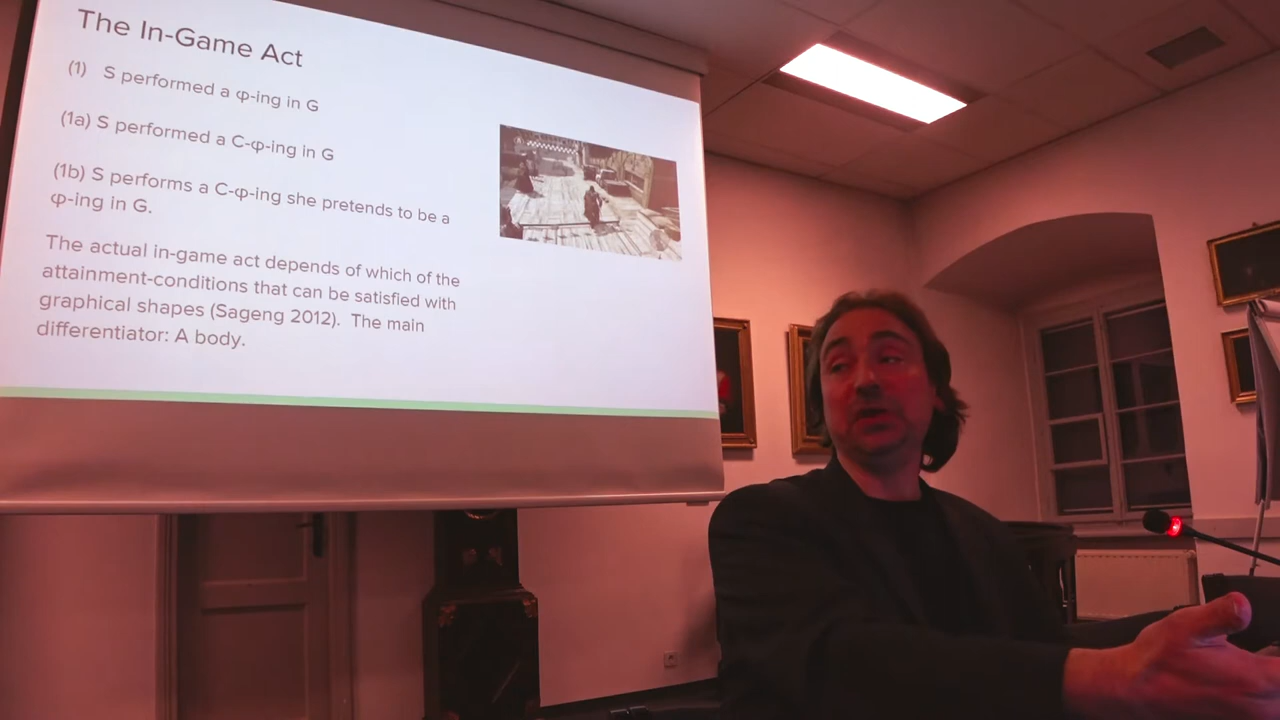 The In-Game Act
(1) S performed a φ-ing in G
(1a) S performed a C-φ-ing in G
(1b) S performs a C-φ-ing she pretends to be a
φ-ing in G.
The actual in-game act depends of which of the
attainment-conditions that can be satisfied with
graphical shapes (Sageng 2012). The main
differentiator: A body.